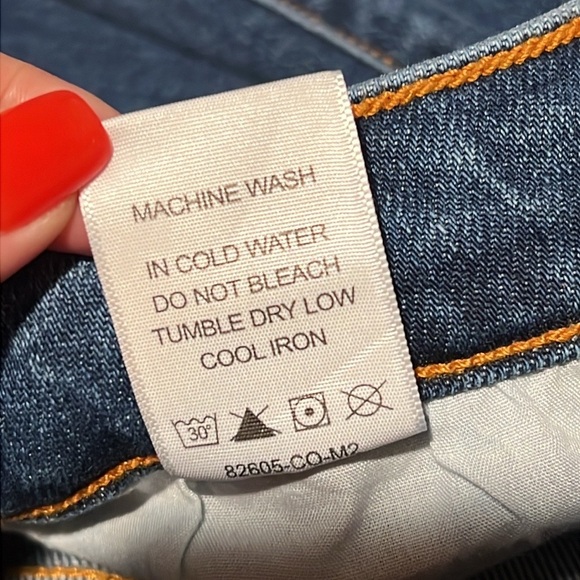 MACHINE WASH
IN COLD WATER
DO NOT BLEACH
TUMBLE DRY LOW
COOL IRON
30°
82605-CO-M2